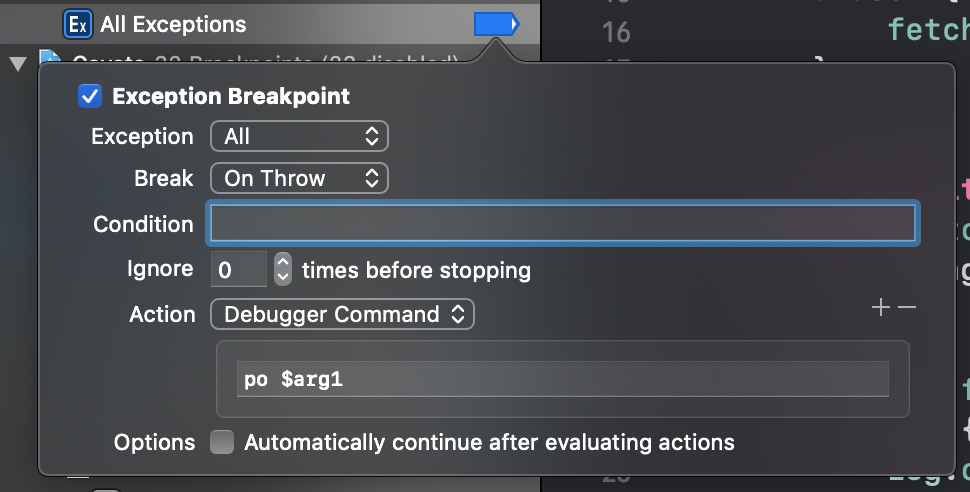 Ex All Exceptions
16 fetch
Exception Breakpoint
Exception All
Break On Throw
Condition
Ignore 0 times before stopping
Action Debugger Command
po $arg1
Options Automatically continue after evaluating actions